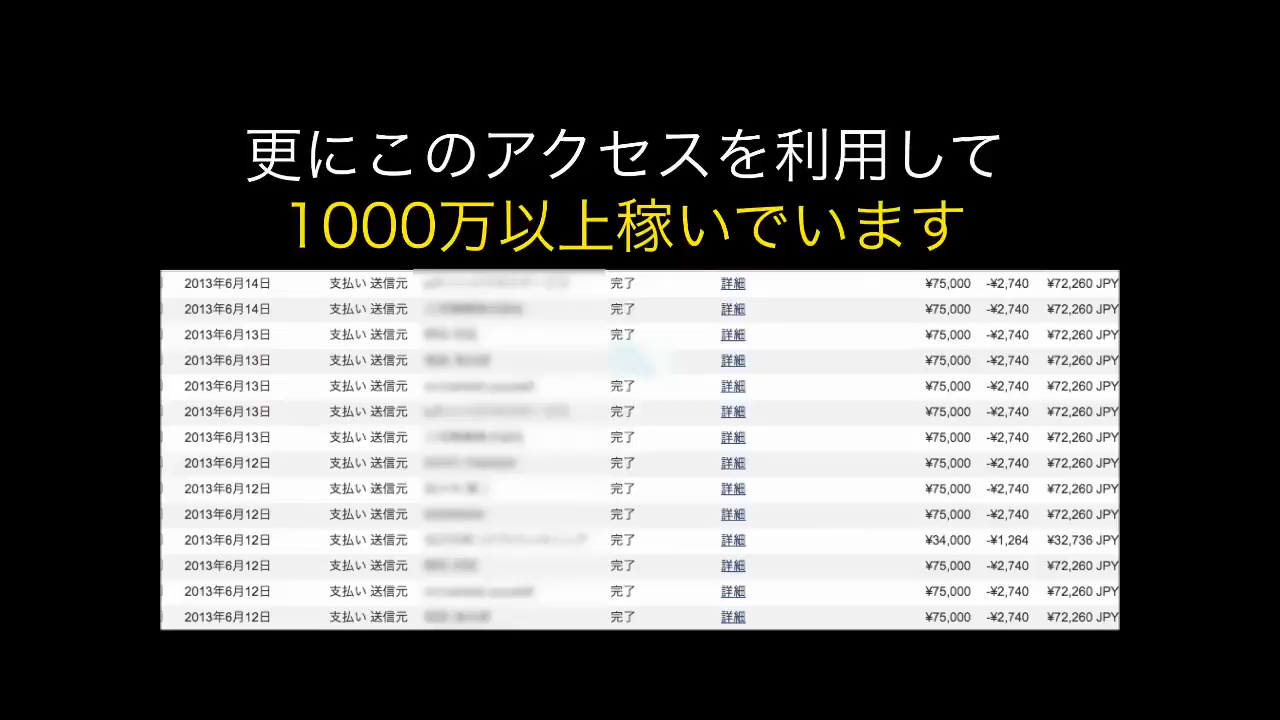 更にこのアクセスを利用して
1000万以上稼いでいます
2013年6月14日 支払い 送信元 完了 詳細 ¥75,000 -¥2,740 ¥72,260 JPY
2013年6月14日 支払い 送信元 完了 詳細 ¥75,000 -¥2,740 ¥72,260 JPY
2013年6月13日 支払い 送信元 完了 詳細 ¥75,000 -¥2,740 ¥72,260 JPY
2013年6月13日 支払い 送信元 詳細 ¥75,000 -¥2,740 ¥72,260 JPY
2013年6月13日 支払い 送信元 完了 詳細 ¥75,000 -¥2,740 ¥72,260 JPY
2013年6月13日 支払い 送信元 完了 詳細 ¥75,000 -¥2,740 ¥72,260 JPY
2013年6月13日 支払い 送信元 完了 詳細 ¥75,000 -¥2,740 ¥72,260 JPY
2013年6月12日 支払い 送信元 完了 詳細 ¥75,000 -¥2,740 ¥72,260 JPY
2013年6月12日 支払い 送信元 完了 詳細 ¥75,000 -¥2,740 ¥72,260 JPY
2013年6月12日 支払い 送信元 完了 詳細 ¥75,000 -¥2,740 ¥72,260 JPY
2013年6月12日 支払い 送信元 完了 詳細 ¥34,000 -¥1,264 ¥32,736 JPY
2013年6月12日 支払い 送信元 完了 詳細 ¥75,000 -¥2,740 ¥72,260 JPY
2013年6月12日 支払い 送信元 完了 詳細 ¥75,000 -¥2,740 ¥72,260 JPY
2013年6月12日 支払い 送信元 完了 詳細 ¥75,000 -¥2,740 ¥72,260 JPY